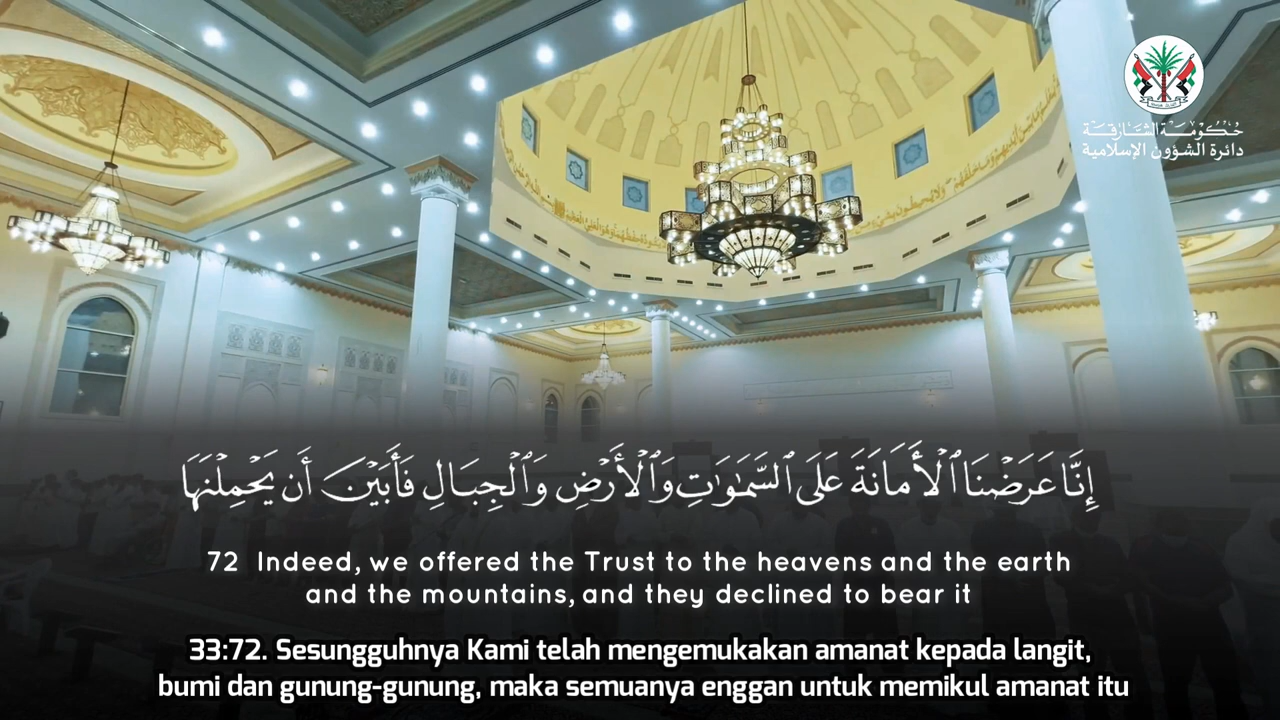 حكومة الشارقة
دائرة الشؤون الإسلامية
إِنَّا عَرَضْنَا ٱلْأَمَانَةَ عَلَى ٱلسَّمَٰوَٰتِ وَٱلْأَرْضِ وَٱلْجِبَالِ فَأَبَيْنَ أَن يَحْمِلْنَهَا
72 Indeed, we offered the Trust to the heavens and the earth
and the mountains, and they declined to bear it
33:72. Sesungguhnya Kami telah mengemukakan amanat kepada langit,
bumi dan gunung-gunung, maka semuanya enggan untuk memikul amanat itu